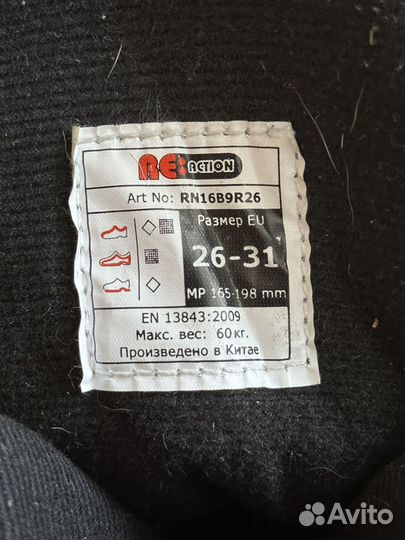 RE:ACTION
Art No: RN16B9R26
Размер EU
26-31
MP 165-198 mm
EN 13843:2009
Макс. вес: 60кг.
Произведено в Китае
Avito